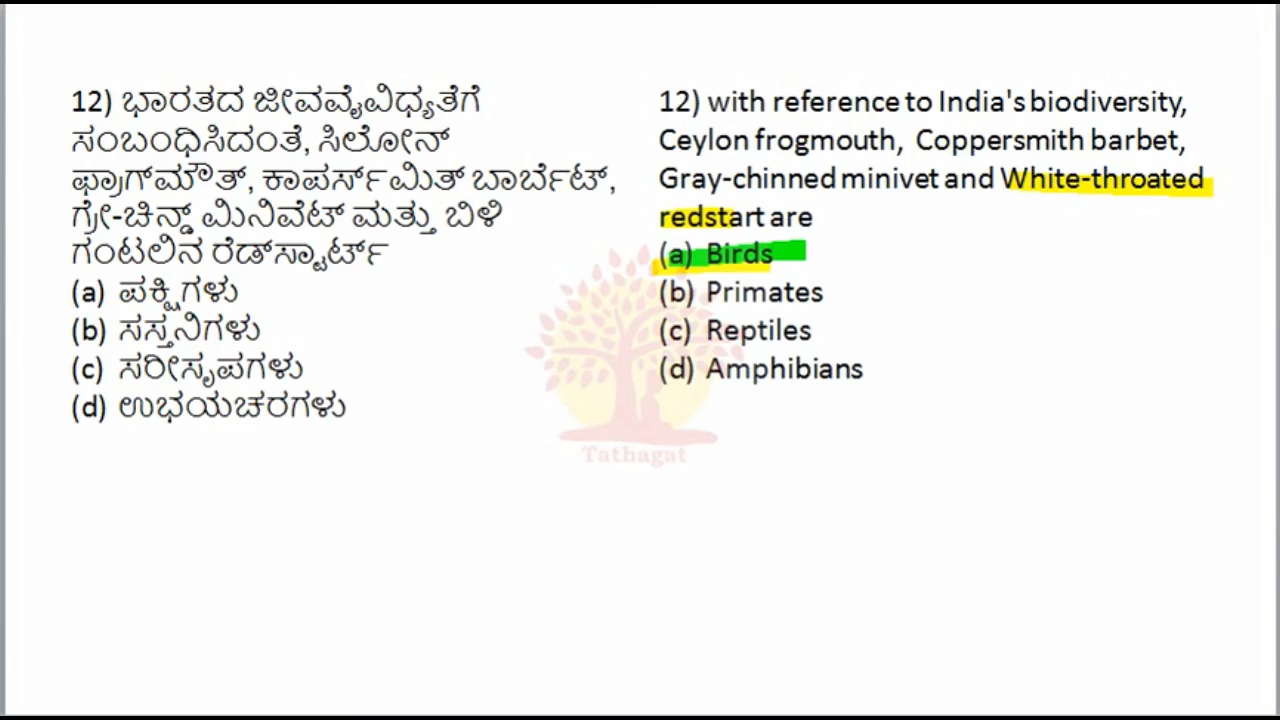 12) ಭಾರತದ ಜೀವವೈವಿಧ್ಯತೆಗೆ
ಸಂಬಂಧಿಸಿದಂತೆ, ಸಿಲೋನ್
ಫ್ರಾಗ್‌ಮೌತ್, ಕಾಪರ್ಸ್ಮಿತ್ ಬಾರ್ಬೆಟ್,
ಗ್ರೇ-ಚಿನ್ಡ್ ಮಿನಿವೆಟ್ ಮತ್ತು ಬಿಳಿ
ಗಂಟಲಿನ ರೆಡ್‌ಸ್ಟಾರ್ಟ್
(a) ಪಕ್ಷಿಗಳು
(b) ಸಸ್ತನಿಗಳು
(c) ಸರೀಸೃಪಗಳು
(d) ಉಭಯಚರಗಳು
12) with reference to India's biodiversity,
Ceylon frogmouth, Coppersmith barbet,
Gray-chinned minivet and White-throated
redstart are
(a) Birds
(b) Primates
(c) Reptiles
(d) Amphibians
Tathagat